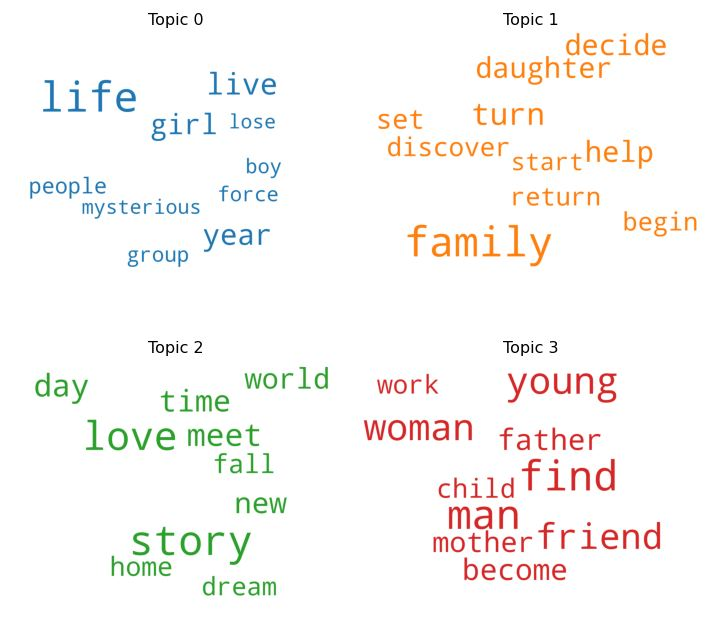 Topic 0
life
live
girl
lose
boy
people
force
mysterious
year
group
Topic 1
decide
daughter
turn
set
discover
help
start
return
begin
family
Topic 2
world
day
time
love
meet
fall
new
story
home
dream
Topic 3
young
work
woman
father
find
child
man
friend
mother
become